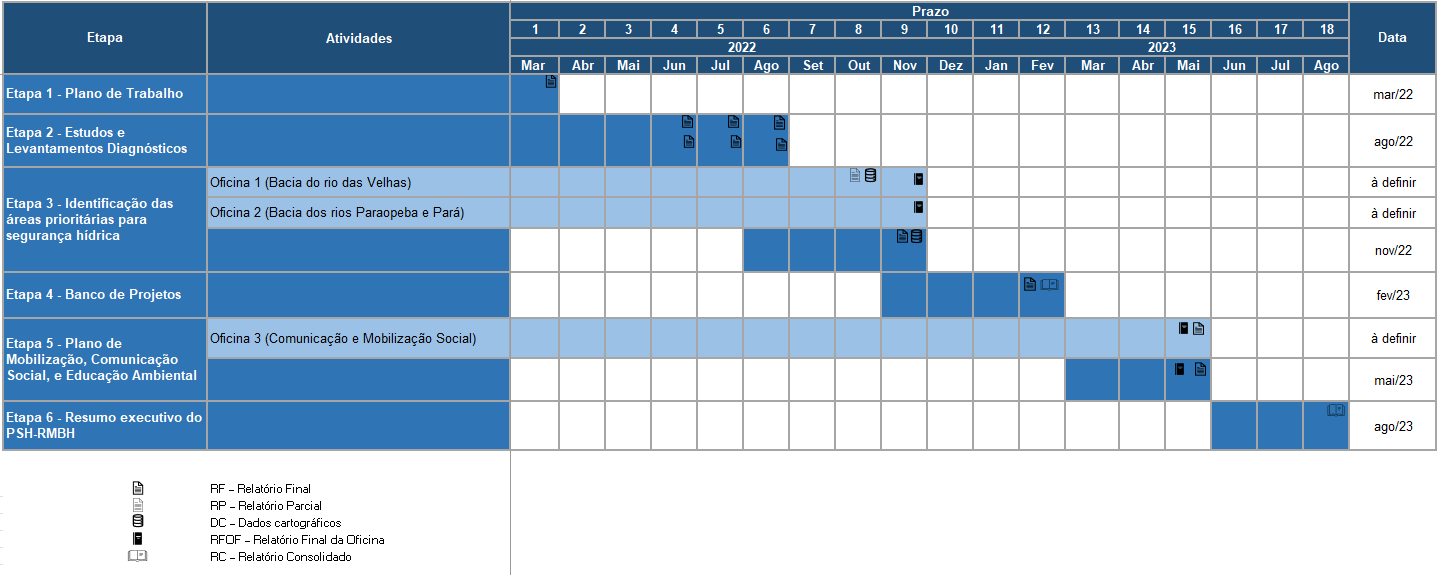 Etapa
Atividades
Prazo
Data
1 2 3 4 5 6 7 8 9 10 11 12 13 14 15 16 17 18
2022 2023
Mar Abr Mai Jun Jul Ago Set Out Nov Dez Jan Fev Mar Abr Mai Jun Jul Ago
Etapa 1 - Plano de Trabalho
mar/22
Etapa 2 - Estudos e
Levantamentos Diagnósticos
ago/22
Etapa 3 - Identificação das
áreas prioritárias para
segurança hídrica
Oficina 1 (Bacia do rio das Velhas)
à definir
Oficina 2 (Bacia dos rios Paraopeba e Pará)
à definir
nov/22
Etapa 4 - Banco de Projetos
fev/23
Etapa 5 - Plano de
Mobilização, Comunicação
Social, e Educação Ambiental
Oficina 3 (Comunicação e Mobilização Social)
à definir
mai/23
Etapa 6 - Resumo executivo do
PSH-RMBH
ago/23
RF – Relatório Final
RP – Relatório Parcial
DC – Dados cartográficos
RFOF – Relatório Final da Oficina
RC – Relatório Consolidado